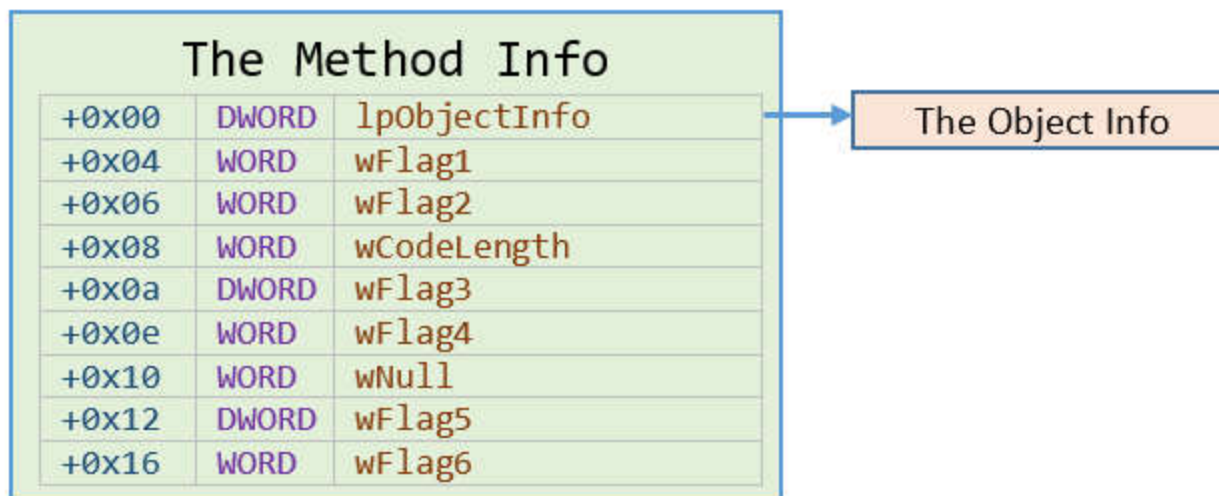 The Method Info
+0x00 DWORD lpObjectInfo
The Object Info
+0x04 WORD wFlag1
+0x06 WORD wFlag2
+0x08 WORD wCodeLength
+0x0a DWORD wFlag3
+0x0e WORD wFlag4
+0x10 WORD wNull
+0x12 DWORD wFlag5
+0x16 WORD wFlag6